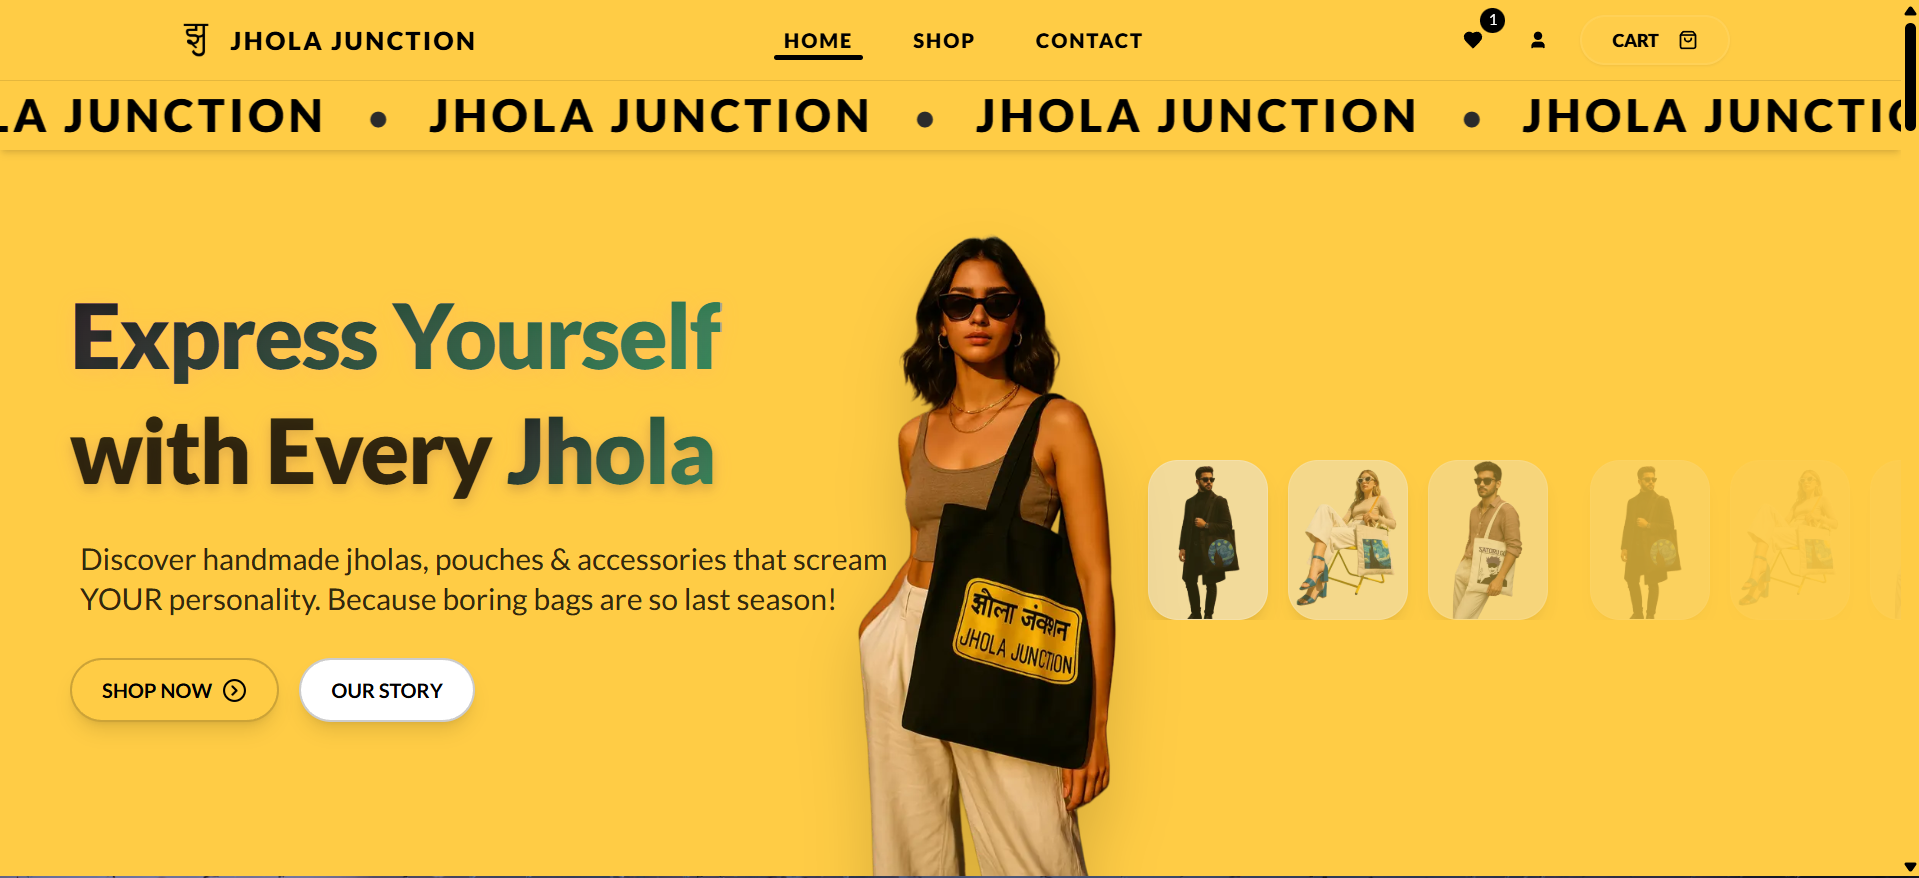 झ JHOLA JUNCTION
HOME SHOP CONTACT
1
CART
LA JUNCTION • JHOLA JUNCTION • JHOLA JUNCTION • JHOLA JUNCTIO
Express Yourself
with Every Jhola
Discover handmade jholas, pouches & accessories that scream
YOUR personality. Because boring bags are so last season!
SHOP NOW
OUR STORY
झोला जंक्शन
JHOLA JUNCTION